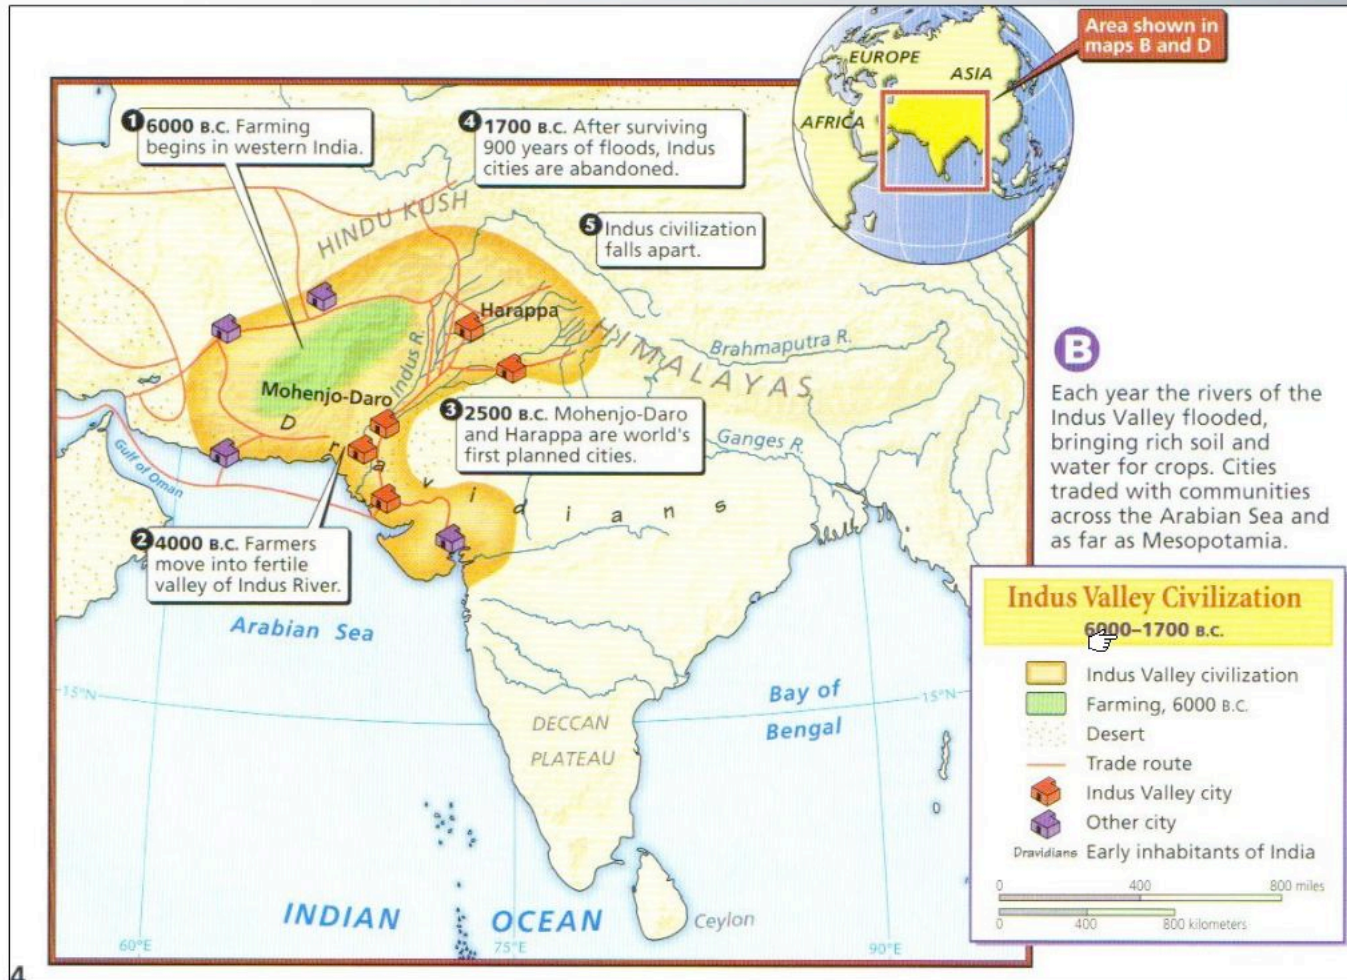 Area shown in
maps B and D
EUROPE
ASIA
AFRICA
1 6000 B.C. Farming
begins in western India.
4 1700 B.C. After surviving
900 years of floods, Indus
cities are abandoned.
5 Indus civilization
falls apart.
HINDU KUSH
Harappa
HIMALAYAS
Indus R.
Brahmaputra R.
Mohenjo-Daro
3 2500 B.C. Mohenjo-Daro
and Harappa are world's
first planned cities.
Ganges R.
Dravidians
Gulf of Oman
2 4000 B.C. Farmers
move into fertile
valley of Indus River.
Arabian Sea
15°N
15°N
Bay of
Bengal
DECCAN
PLATEAU
INDIAN OCEAN
Ceylon
60°E
75°E
90°E
B
Each year the rivers of the
Indus Valley flooded,
bringing rich soil and
water for crops. Cities
traded with communities
across the Arabian Sea and
as far as Mesopotamia.
Indus Valley Civilization
6000–1700 B.C.
Indus Valley civilization
Farming, 6000 B.C.
Desert
Trade route
Indus Valley city
Other city
Dravidians Early inhabitants of India
0 400 800 miles
0 400 800 kilometers
4